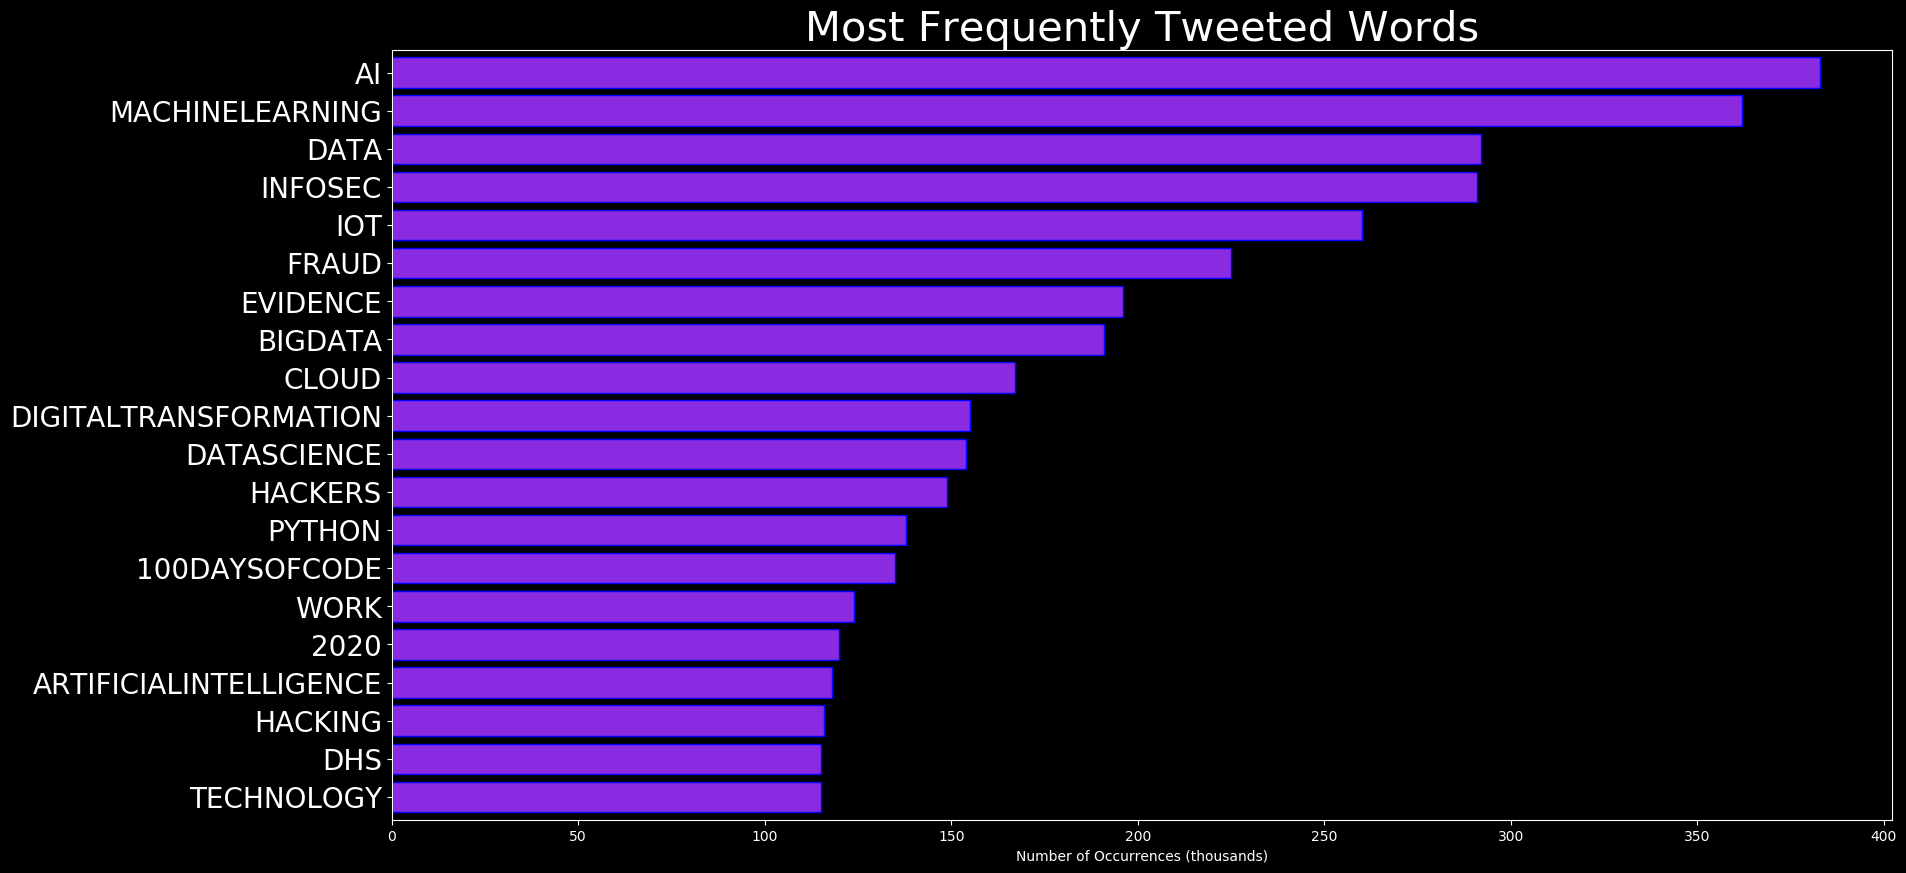 Most Frequently Tweeted Words
AI
MACHINELEARNING
DATA
INFOSEC
IOT
FRAUD
EVIDENCE
BIGDATA
CLOUD
DIGITALTRANSFORMATION
DATASCIENCE
HACKERS
PYTHON
100DAYSOFCODE
WORK
2020
ARTIFICIALINTELLIGENCE
HACKING
DHS
TECHNOLOGY
0 50 100 150 200 250 300 350 400
Number of Occurrences (thousands)